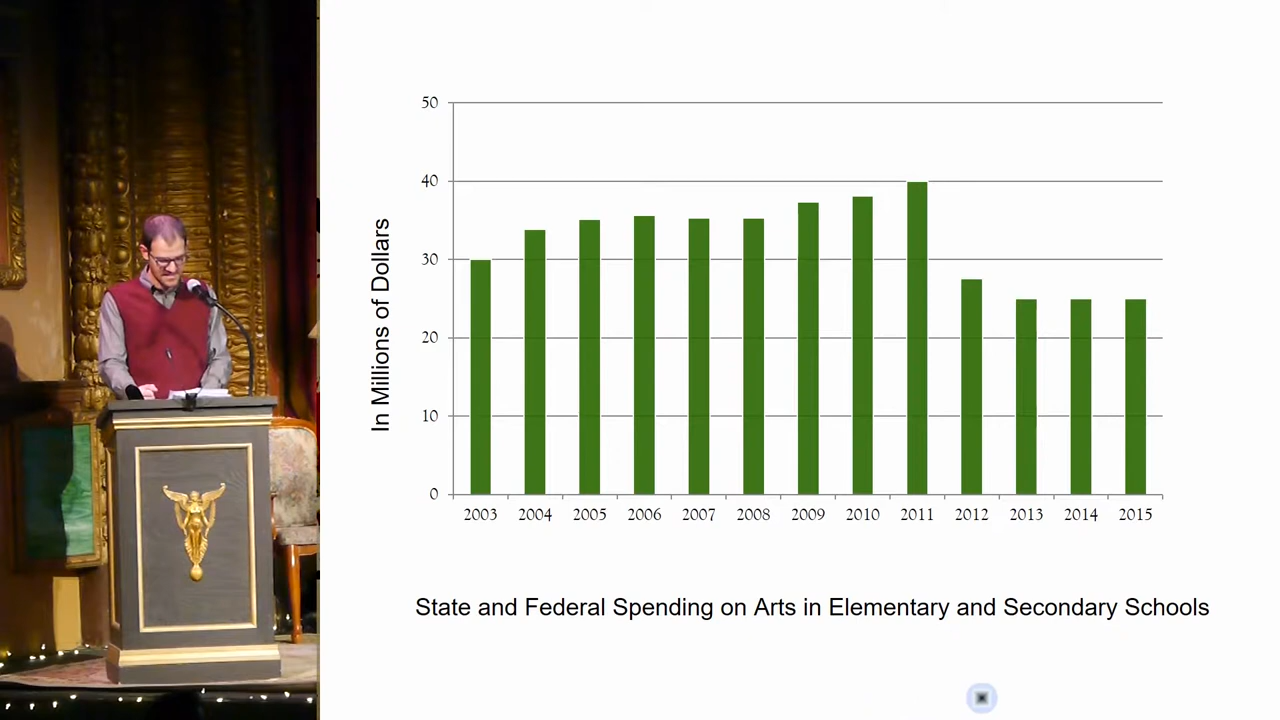 50
40
30
20
10
0
In Millions of Dollars
2003 2004 2005 2006 2007 2008 2009 2010 2011 2012 2013 2014 2015
State and Federal Spending on Arts in Elementary and Secondary Schools